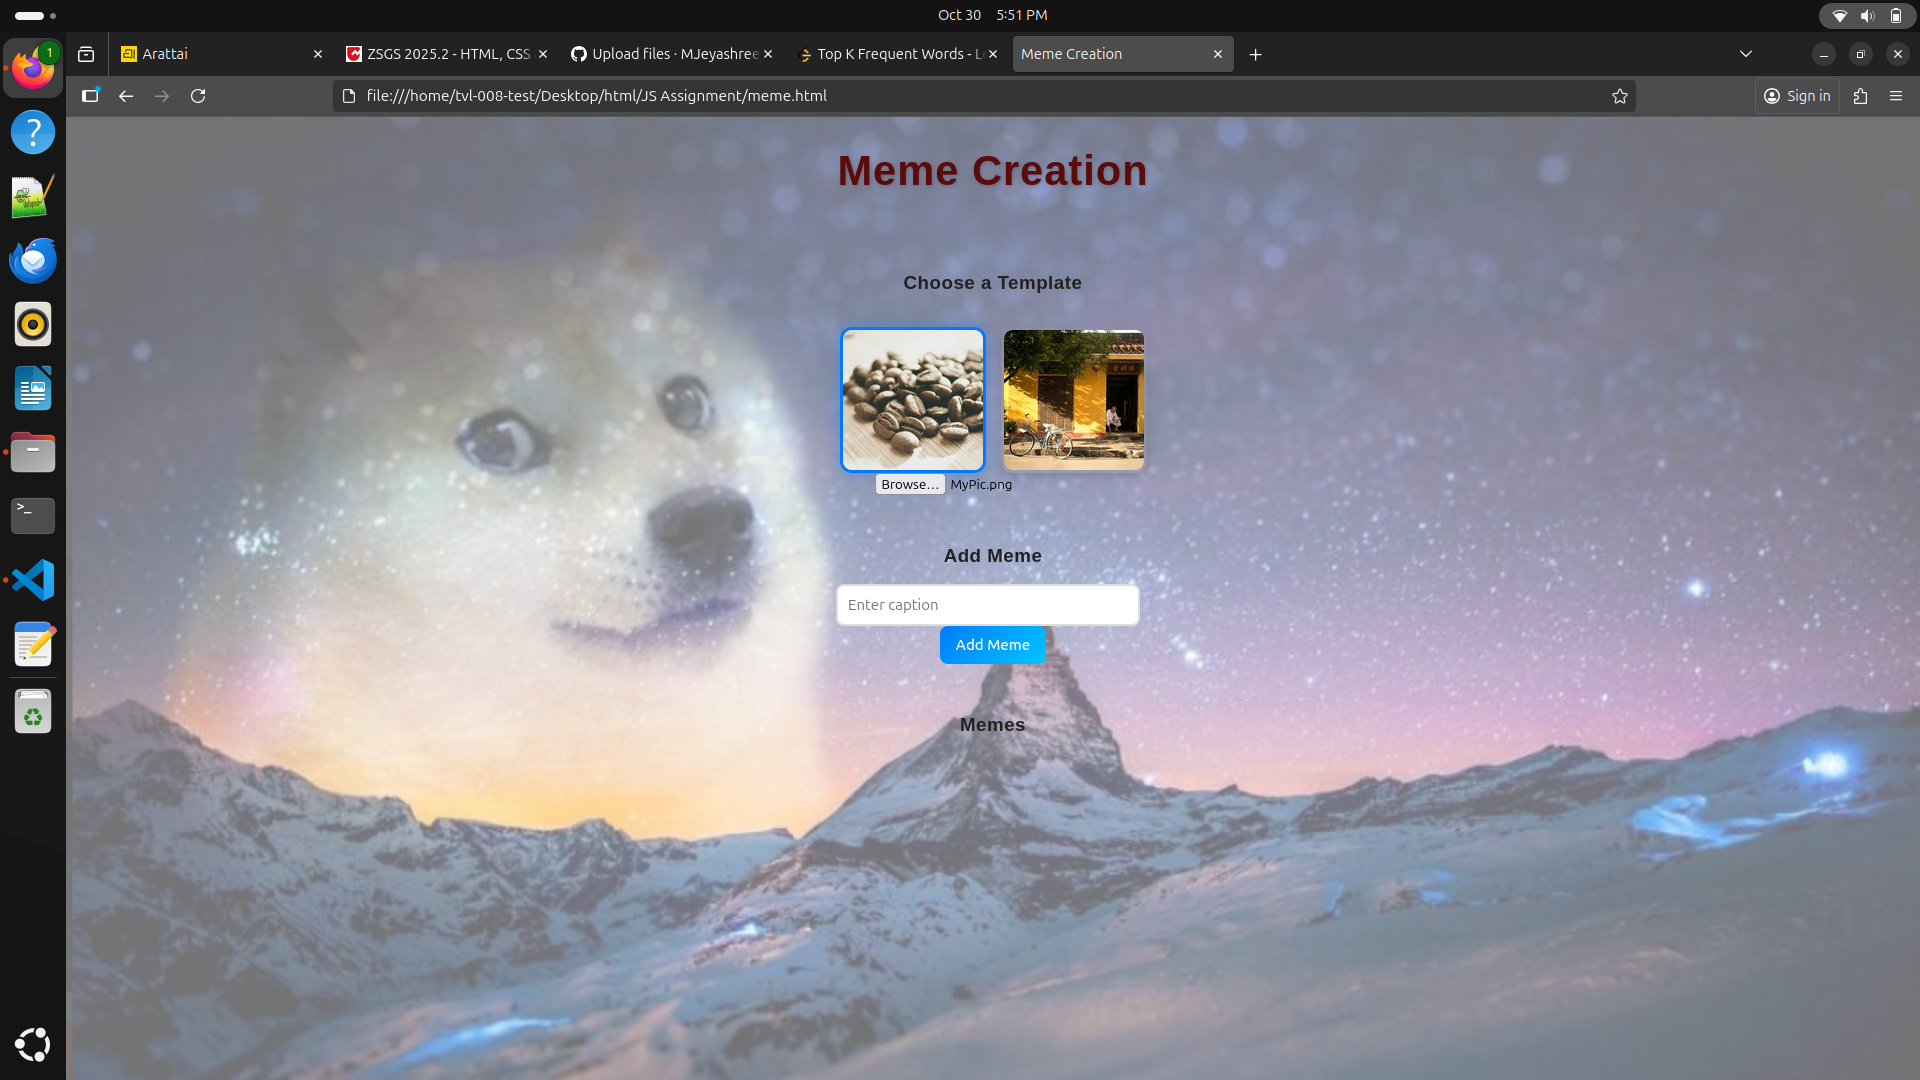 Oct 30 5:51 PM
1
Arattai
ZSGS 2025.2 - HTML, CSS
Upload files · MJeyashree
Top K Frequent Words - L
Meme Creation
file:///home/tvl-008-test/Desktop/html/JS Assignment/meme.html
Sign in
Meme Creation
Choose a Template
Browse... MyPic.png
Add Meme
Enter caption
Add Meme
Memes